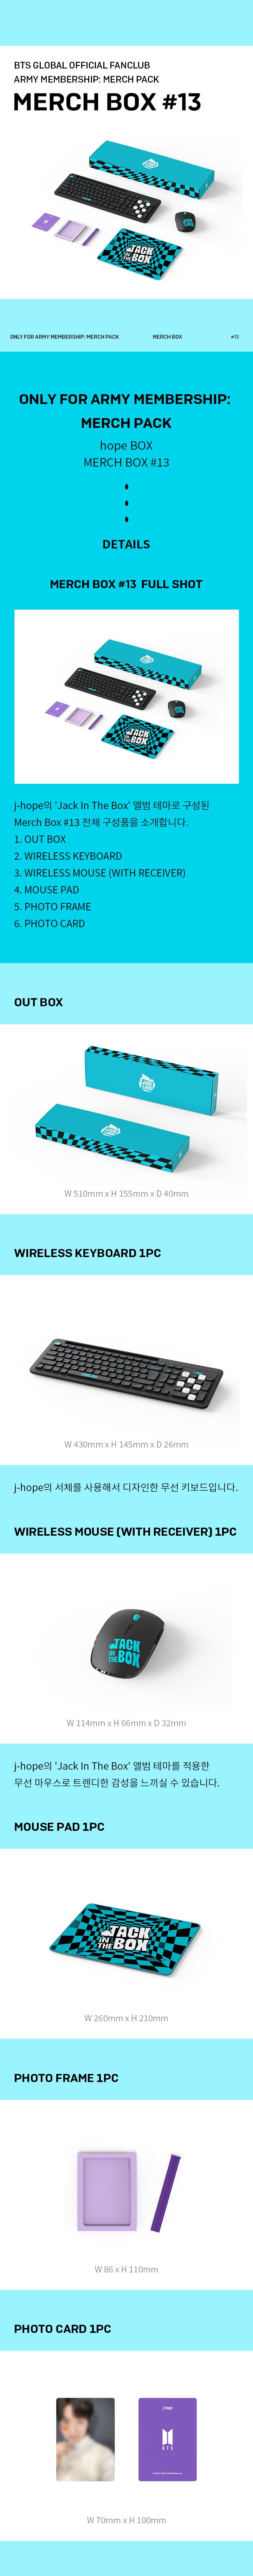 BTS GLOBAL OFFICIAL FANCLUB
ARMY MEMBERSHIP: MERCH PACK
MERCH BOX #13
JACK
IN THE
BOX
ONLY FOR ARMY MEMBERSHIP: MERCH PACK
MERCH BOX
#13
ONLY FOR ARMY MEMBERSHIP:
MERCH PACK
hope BOX
MERCH BOX #13
DETAILS
MERCH BOX #13 FULL SHOT
JACK
IN THE
BOX
j-hope의 'Jack In The Box' 앨범 테마로 구성된
Merch Box #13 전체 구성품을 소개합니다.
1. OUT BOX
2. WIRELESS KEYBOARD
3. WIRELESS MOUSE (WITH RECEIVER)
4. MOUSE PAD
5. PHOTO FRAME
6. PHOTO CARD
OUT BOX
W 510mm x H 155mm x D 40mm
WIRELESS KEYBOARD 1PC
W 430mm x H 145mm x D 26mm
j-hope의 서체를 사용해서 디자인한 무선 키보드입니다.
WIRELESS MOUSE (WITH RECEIVER) 1PC
JACK
IN THE
BOX
W 114mm x H 66mm x D 32mm
j-hope의 'Jack In The Box' 앨범 테마를 적용한
무선 마우스로 트렌디한 감성을 느끼실 수 있습니다.
MOUSE PAD 1PC
JACK
IN THE
BOX
W 260mm x H 210mm
PHOTO FRAME 1PC
W 86 x H 110mm
PHOTO CARD 1PC
j-hope
BTS
W 70mm x H 100mm